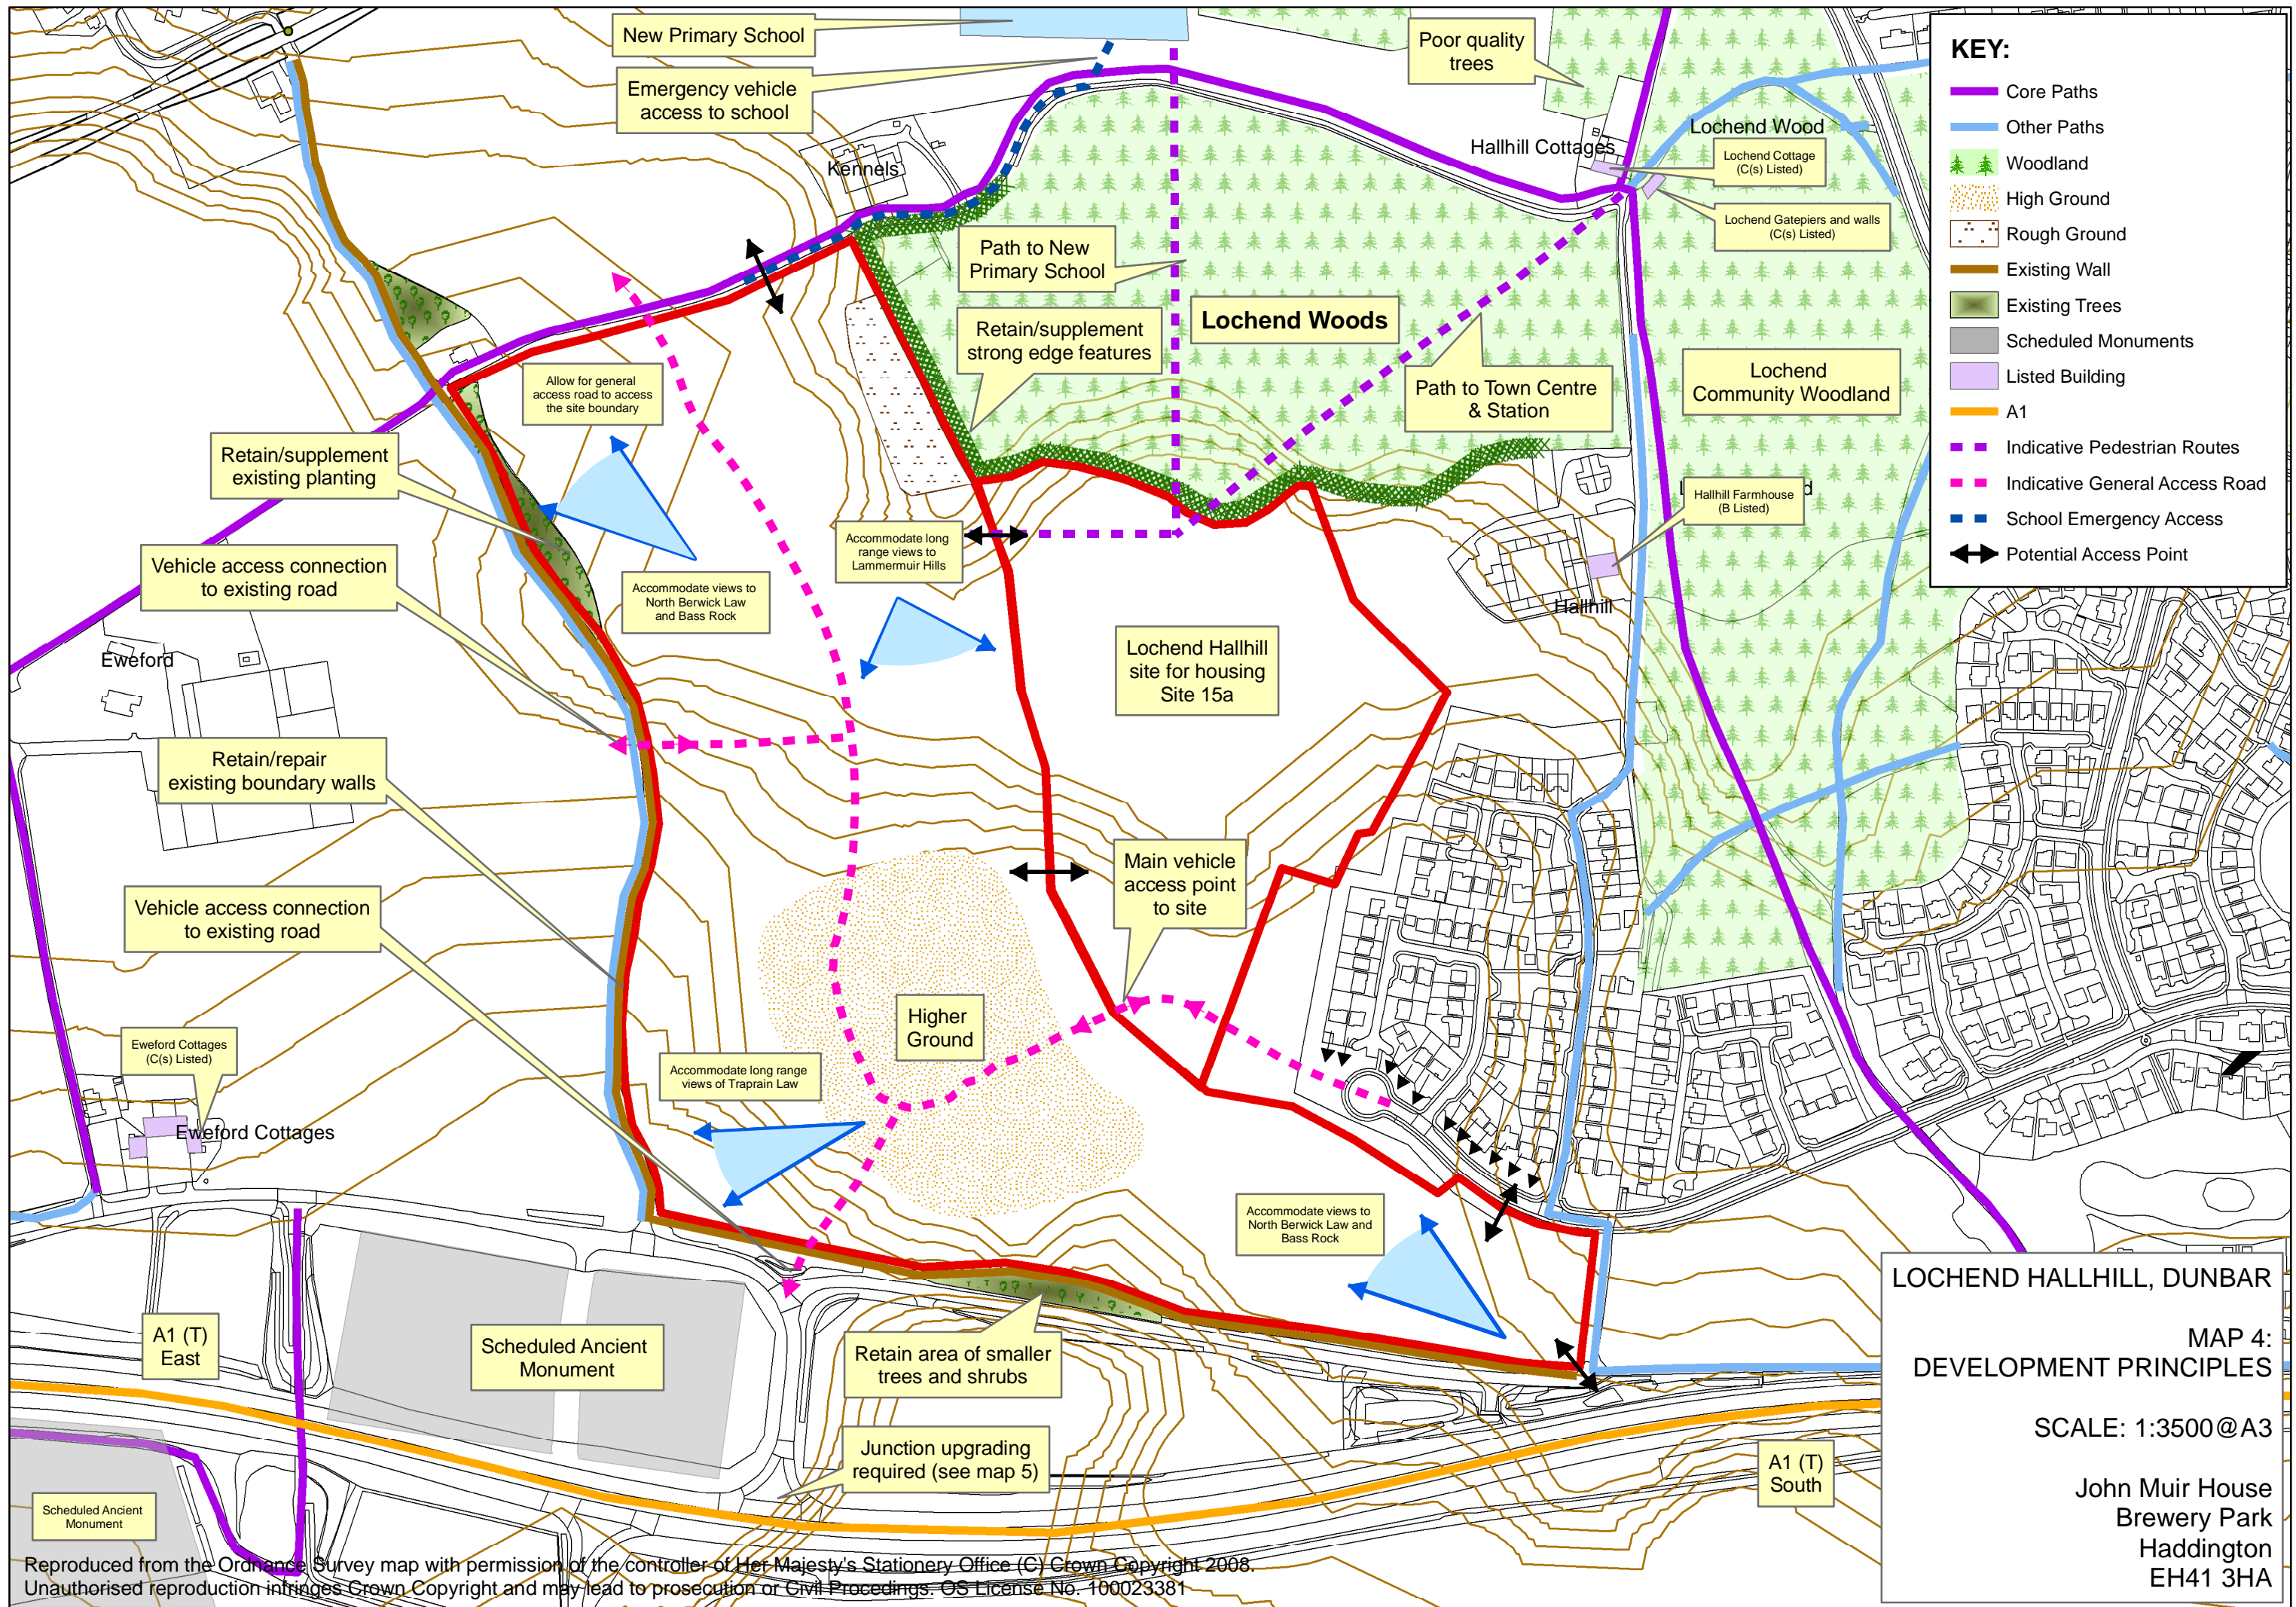 New Primary School
Emergency vehicle
access to school
Poor quality
trees
Kennels
Hallhill Cottages
Lochend Wood
Lochend Cottage
(C(s) Listed)
Lochend Gatepiers and walls
(C(s) Listed)
Path to New
Primary School
Lochend Woods
Retain/supplement
strong edge features
Path to Town Centre
& Station
Lochend
Community Woodland
Allow for general
access road to access
the site boundary
Retain/supplement
existing planting
Hallhill Farmhouse
(B Listed)
Vehicle access connection
to existing road
Accommodate long
range views to
Lammermuir Hills
Accommodate views to
North Berwick Law
and Bass Rock
Hallhill
Eweford
Lochend Hallhill
site for housing
Site 15a
Retain/repair
existing boundary walls
Main vehicle
access point
to site
Vehicle access connection
to existing road
Higher
Ground
Eweford Cottages
(C(s) Listed)
Accommodate long range
views of Traprain Law
Eweford Cottages
Accommodate views to
North Berwick Law and
Bass Rock
A1 (T)
East
Scheduled Ancient
Monument
Retain area of smaller
trees and shrubs
Junction upgrading
required (see map 5)
A1 (T)
South
Scheduled Ancient
Monument
Reproduced from the Ordnance Survey map with permission of the controller of Her Majesty's Stationery Office (C) Crown Copyright 2008.
Unauthorised reproduction infringes Crown Copyright and may lead to prosecution or Civil Procedings. OS License No. 100023381
KEY:
Core Paths
Other Paths
Woodland
High Ground
Rough Ground
Existing Wall
Existing Trees
Scheduled Monuments
Listed Building
A1
Indicative Pedestrian Routes
Indicative General Access Road
School Emergency Access
Potential Access Point
LOCHEND HALLHILL, DUNBAR
MAP 4:
DEVELOPMENT PRINCIPLES
SCALE: 1:3500@A3
John Muir House
Brewery Park
Haddington
EH41 3HA